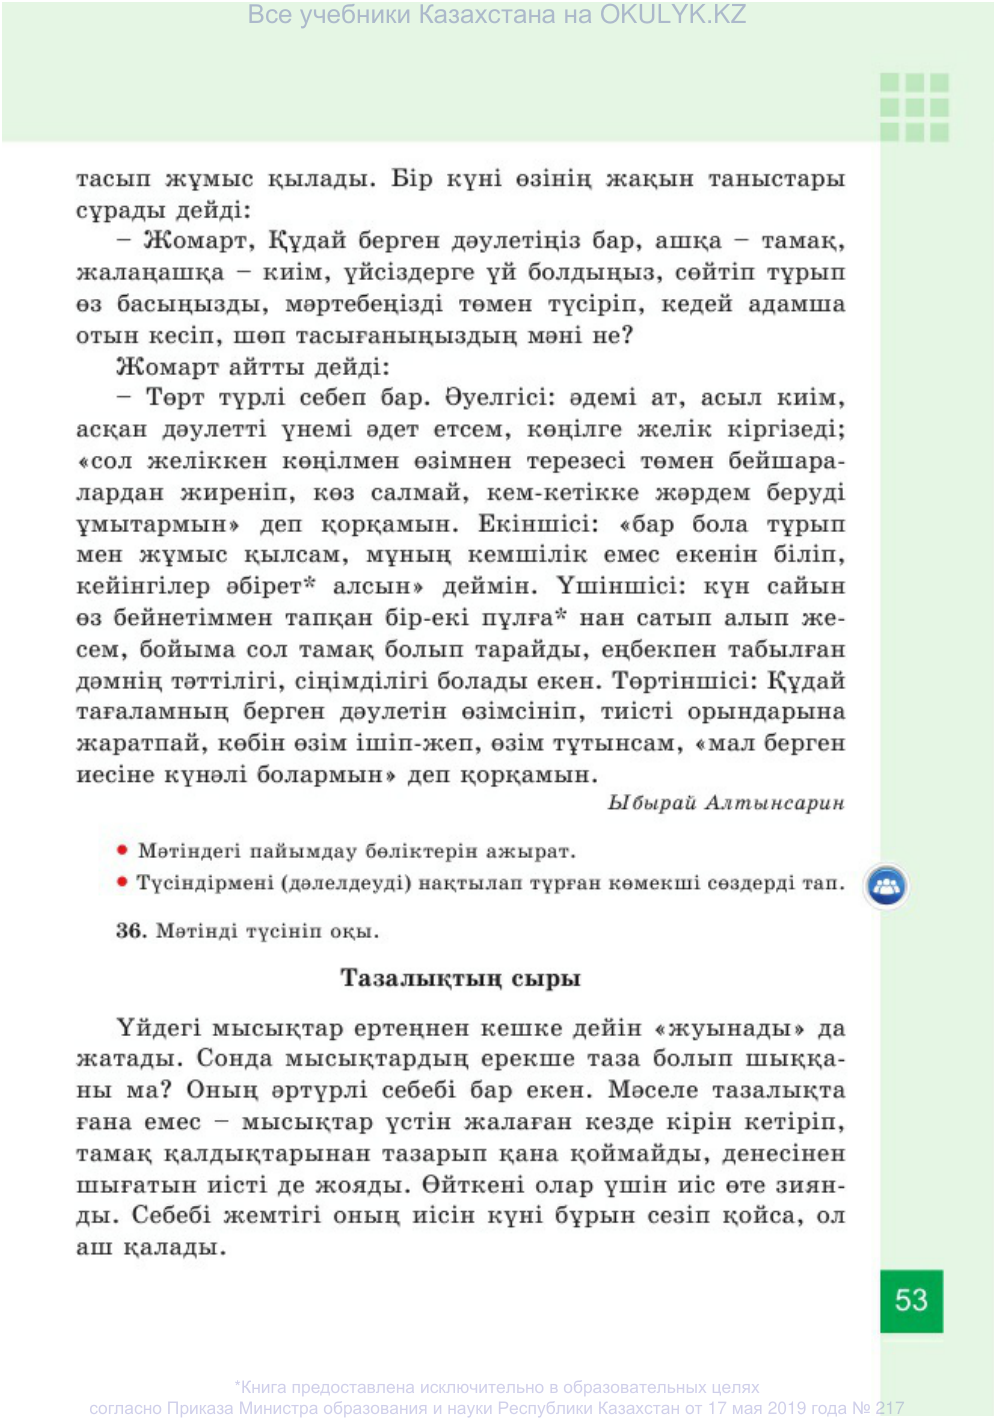 Все учебники Казахстана на OKULYK.KZ
тасып жұмыс қылады. Бір күні өзінің жақын таныстары
сұрады дейді:
– Жомарт, Құдай берген дәулетіңіз бар, ашқа – тамақ,
жалаңашқа – киім, үйсіздерге үй болдыңыз, сөйтіп тұрып
өз басыңызды, мәртебеңізді төмен түсіріп, кедей адамша
отын кесіп, шөп тасығаныңыздың мәні не?
Жомарт айтты дейді:
– Төрт түрлі себеп бар. Әуелгісі: әдемі ат, асыл киім,
асқан дәулетті үнемі әдет етсем, көңілге желік кіргізеді;
«сол желіккен көңілмен өзімнен терезесі төмен бейшара-
лардан жиреніп, көз салмай, кем-кетікке жәрдем беруді
ұмытармын» деп қорқамын. Екіншісі: «бар бола тұрып
мен жұмыс қылсам, мұның кемшілік емес екенін біліп,
кейінгілер әбірет* алсын» деймін. Үшіншісі: күн сайын
өз бейнетіммен тапқан бір-екі пұлға* нан сатып алып же-
сем, бойыма сол тамақ болып тарайды, еңбекпен табылған
дәмнің тәттілігі, сіңімділігі болады екен. Төртіншісі: Құдай
тағаламның берген дәулетін өзімсініп, тиісті орындарына
жаратпай, көбін өзім ішіп-жеп, өзім тұтынсам, «мал берген
иесіне күнәлі болармын» деп қорқамын.
Ыбырай Алтынсарин
• Мәтіндегі пайымдау бөліктерін ажырат.
• Түсіндірмені (дәлелдеуді) нақтылап тұрған көмекші сөздерді тап.
36. Мәтінді түсініп оқы.
Тазалықтың сыры
Үйдегі мысықтар ертеңнен кешке дейін «жуынады» да
жатады. Сонда мысықтардың ерекше таза болып шыққа-
ны ма? Оның әртүрлі себебі бар екен. Мәселе тазалықта
ғана емес – мысықтар үстін жалаған кезде кірін кетіріп,
тамақ қалдықтарынан тазарып қана қоймайды, денесінен
шығатын иісті де жояды. Өйткені олар үшін иіс өте зиян-
ды. Себебі жемтігі оның иісін күні бұрын сезіп қойса, ол
аш қалады.
53
*Книга предоставлена исключительно в образовательных целях
согласно Приказа Министра образования и науки Республики Казахстан от 17 мая 2019 года № 217